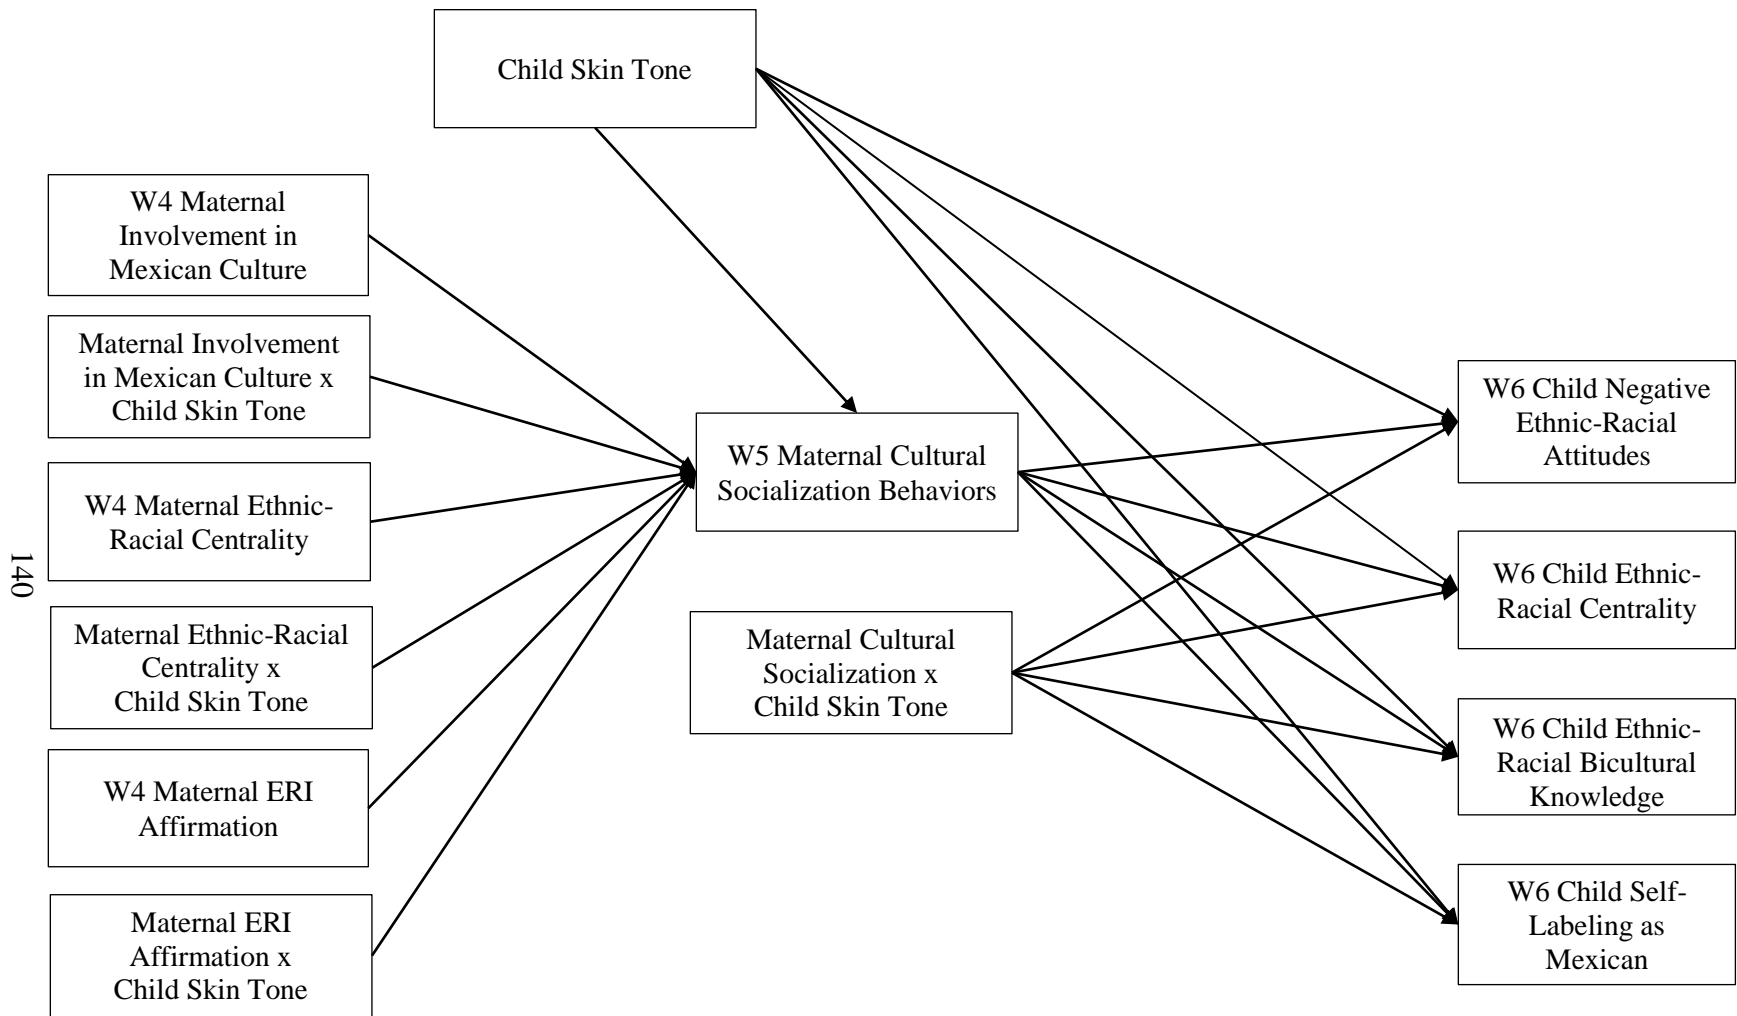 Child Skin Tone
W4 Maternal
Involvement in
Mexican Culture
Maternal Involvement
in Mexican Culture x
Child Skin Tone
W4 Maternal Ethnic-
Racial Centrality
Maternal Ethnic-Racial
Centrality x
Child Skin Tone
W4 Maternal ERI
Affirmation
Maternal ERI
Affirmation x
Child Skin Tone
W5 Maternal Cultural
Socialization Behaviors
Maternal Cultural
Socialization x
Child Skin Tone
W6 Child Negative
Ethnic-Racial
Attitudes
W6 Child Ethnic-
Racial Centrality
W6 Child Ethnic-
Racial Bicultural
Knowledge
W6 Child Self-
Labeling as
Mexican
140